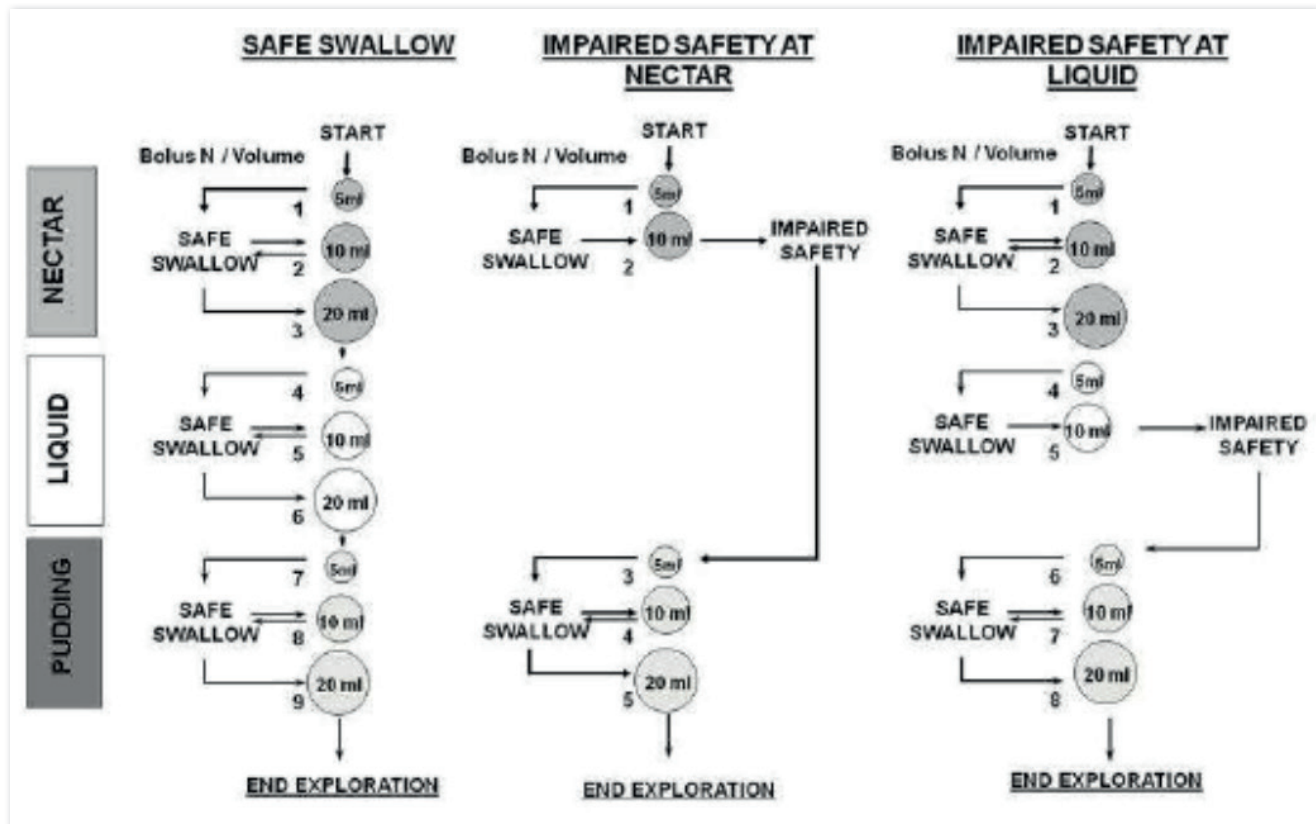 SAFE SWALLOW
IMPAIRED SAFETY AT
NECTAR
IMPAIRED SAFETY AT
LIQUID
NECTAR
LIQUID
PUDDING
START
Bolus N / Volume
5ml
1
SAFE
SWALLOW
10 ml
2
20 ml
3
5ml
4
SAFE
SWALLOW
10 ml
5
20 ml
6
5ml
7
SAFE
SWALLOW
10 ml
8
20 ml
9
END EXPLORATION
START
Bolus N / Volume
5ml
1
SAFE
SWALLOW
10 ml
2
IMPAIRED
SAFETY
5ml
3
SAFE
SWALLOW
10 ml
4
20 ml
5
END EXPLORATION
START
Bolus N / Volume
5ml
1
SAFE
SWALLOW
10 ml
2
20 ml
3
5ml
4
SAFE
SWALLOW
10 ml
5
IMPAIRED
SAFETY
5ml
6
SAFE
SWALLOW
10 ml
7
20 ml
8
END EXPLORATION